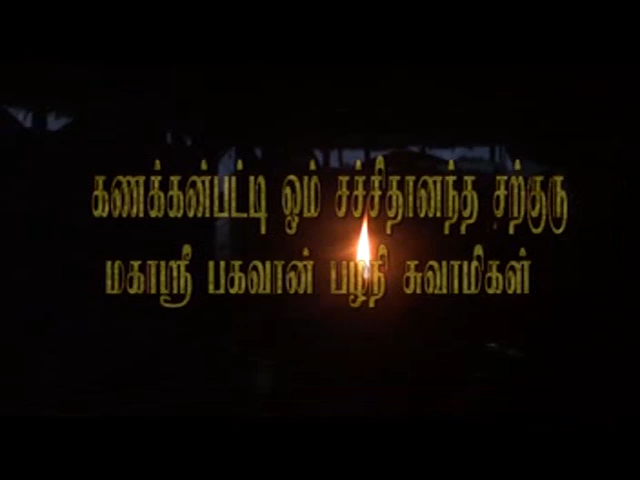 கணக்கன்பட்டி ஓம் சச்சிதானந்த சற்குரு
மகாஸ்ரீ பகவான் பழநி சுவாமிகள்